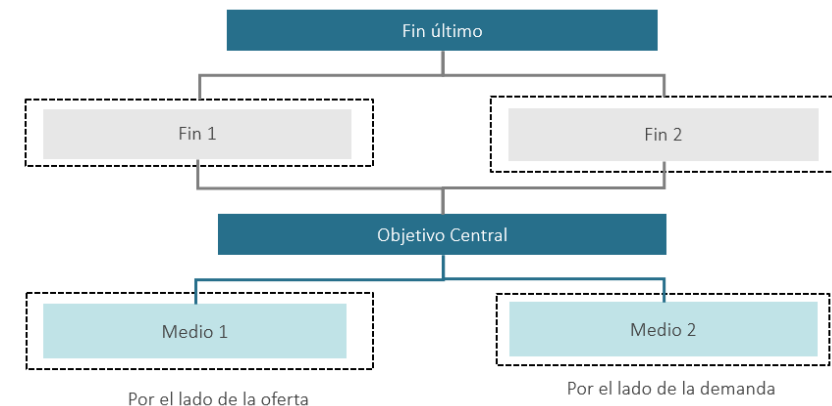 Fin último
Fin 1
Fin 2
Objetivo Central
Medio 1
Medio 2
Por el lado de la oferta
Por el lado de la demanda